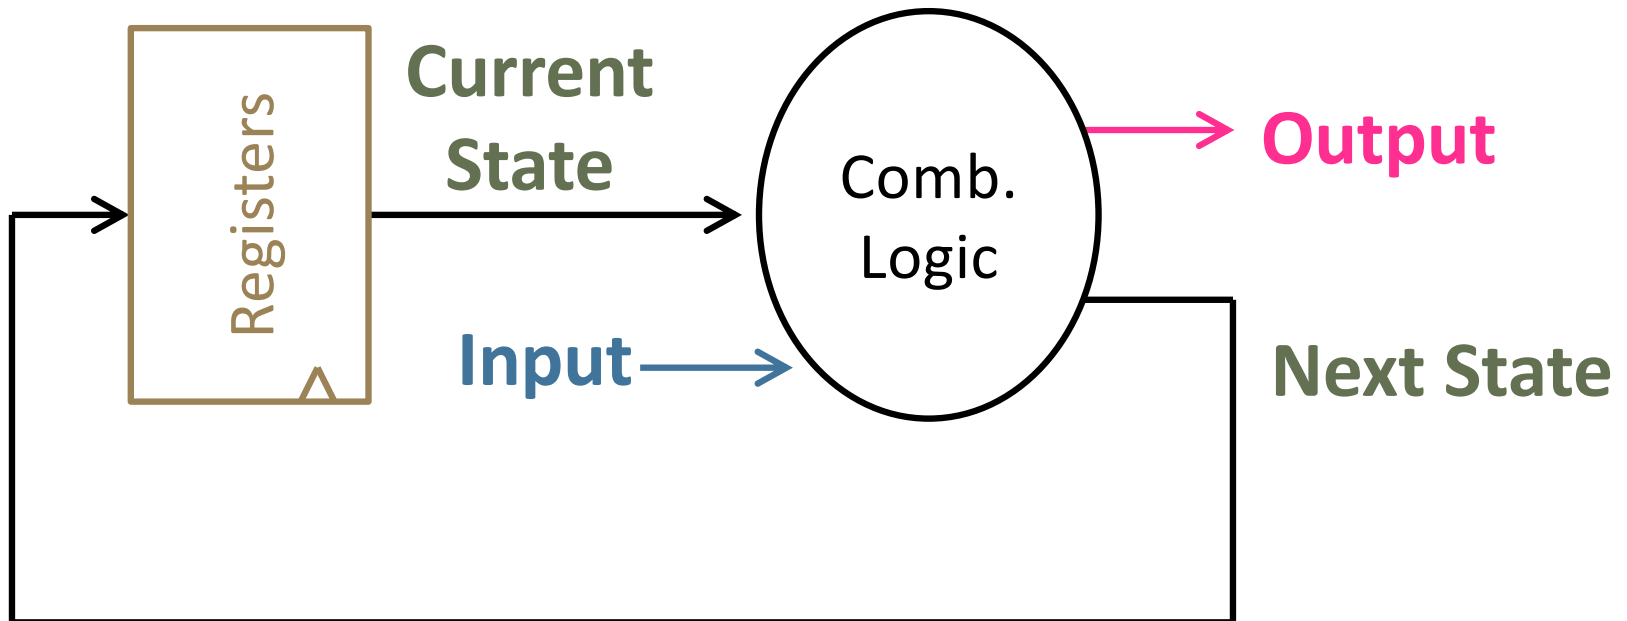 Registers
Current
State
Comb.
Logic
Output
Input
Next State